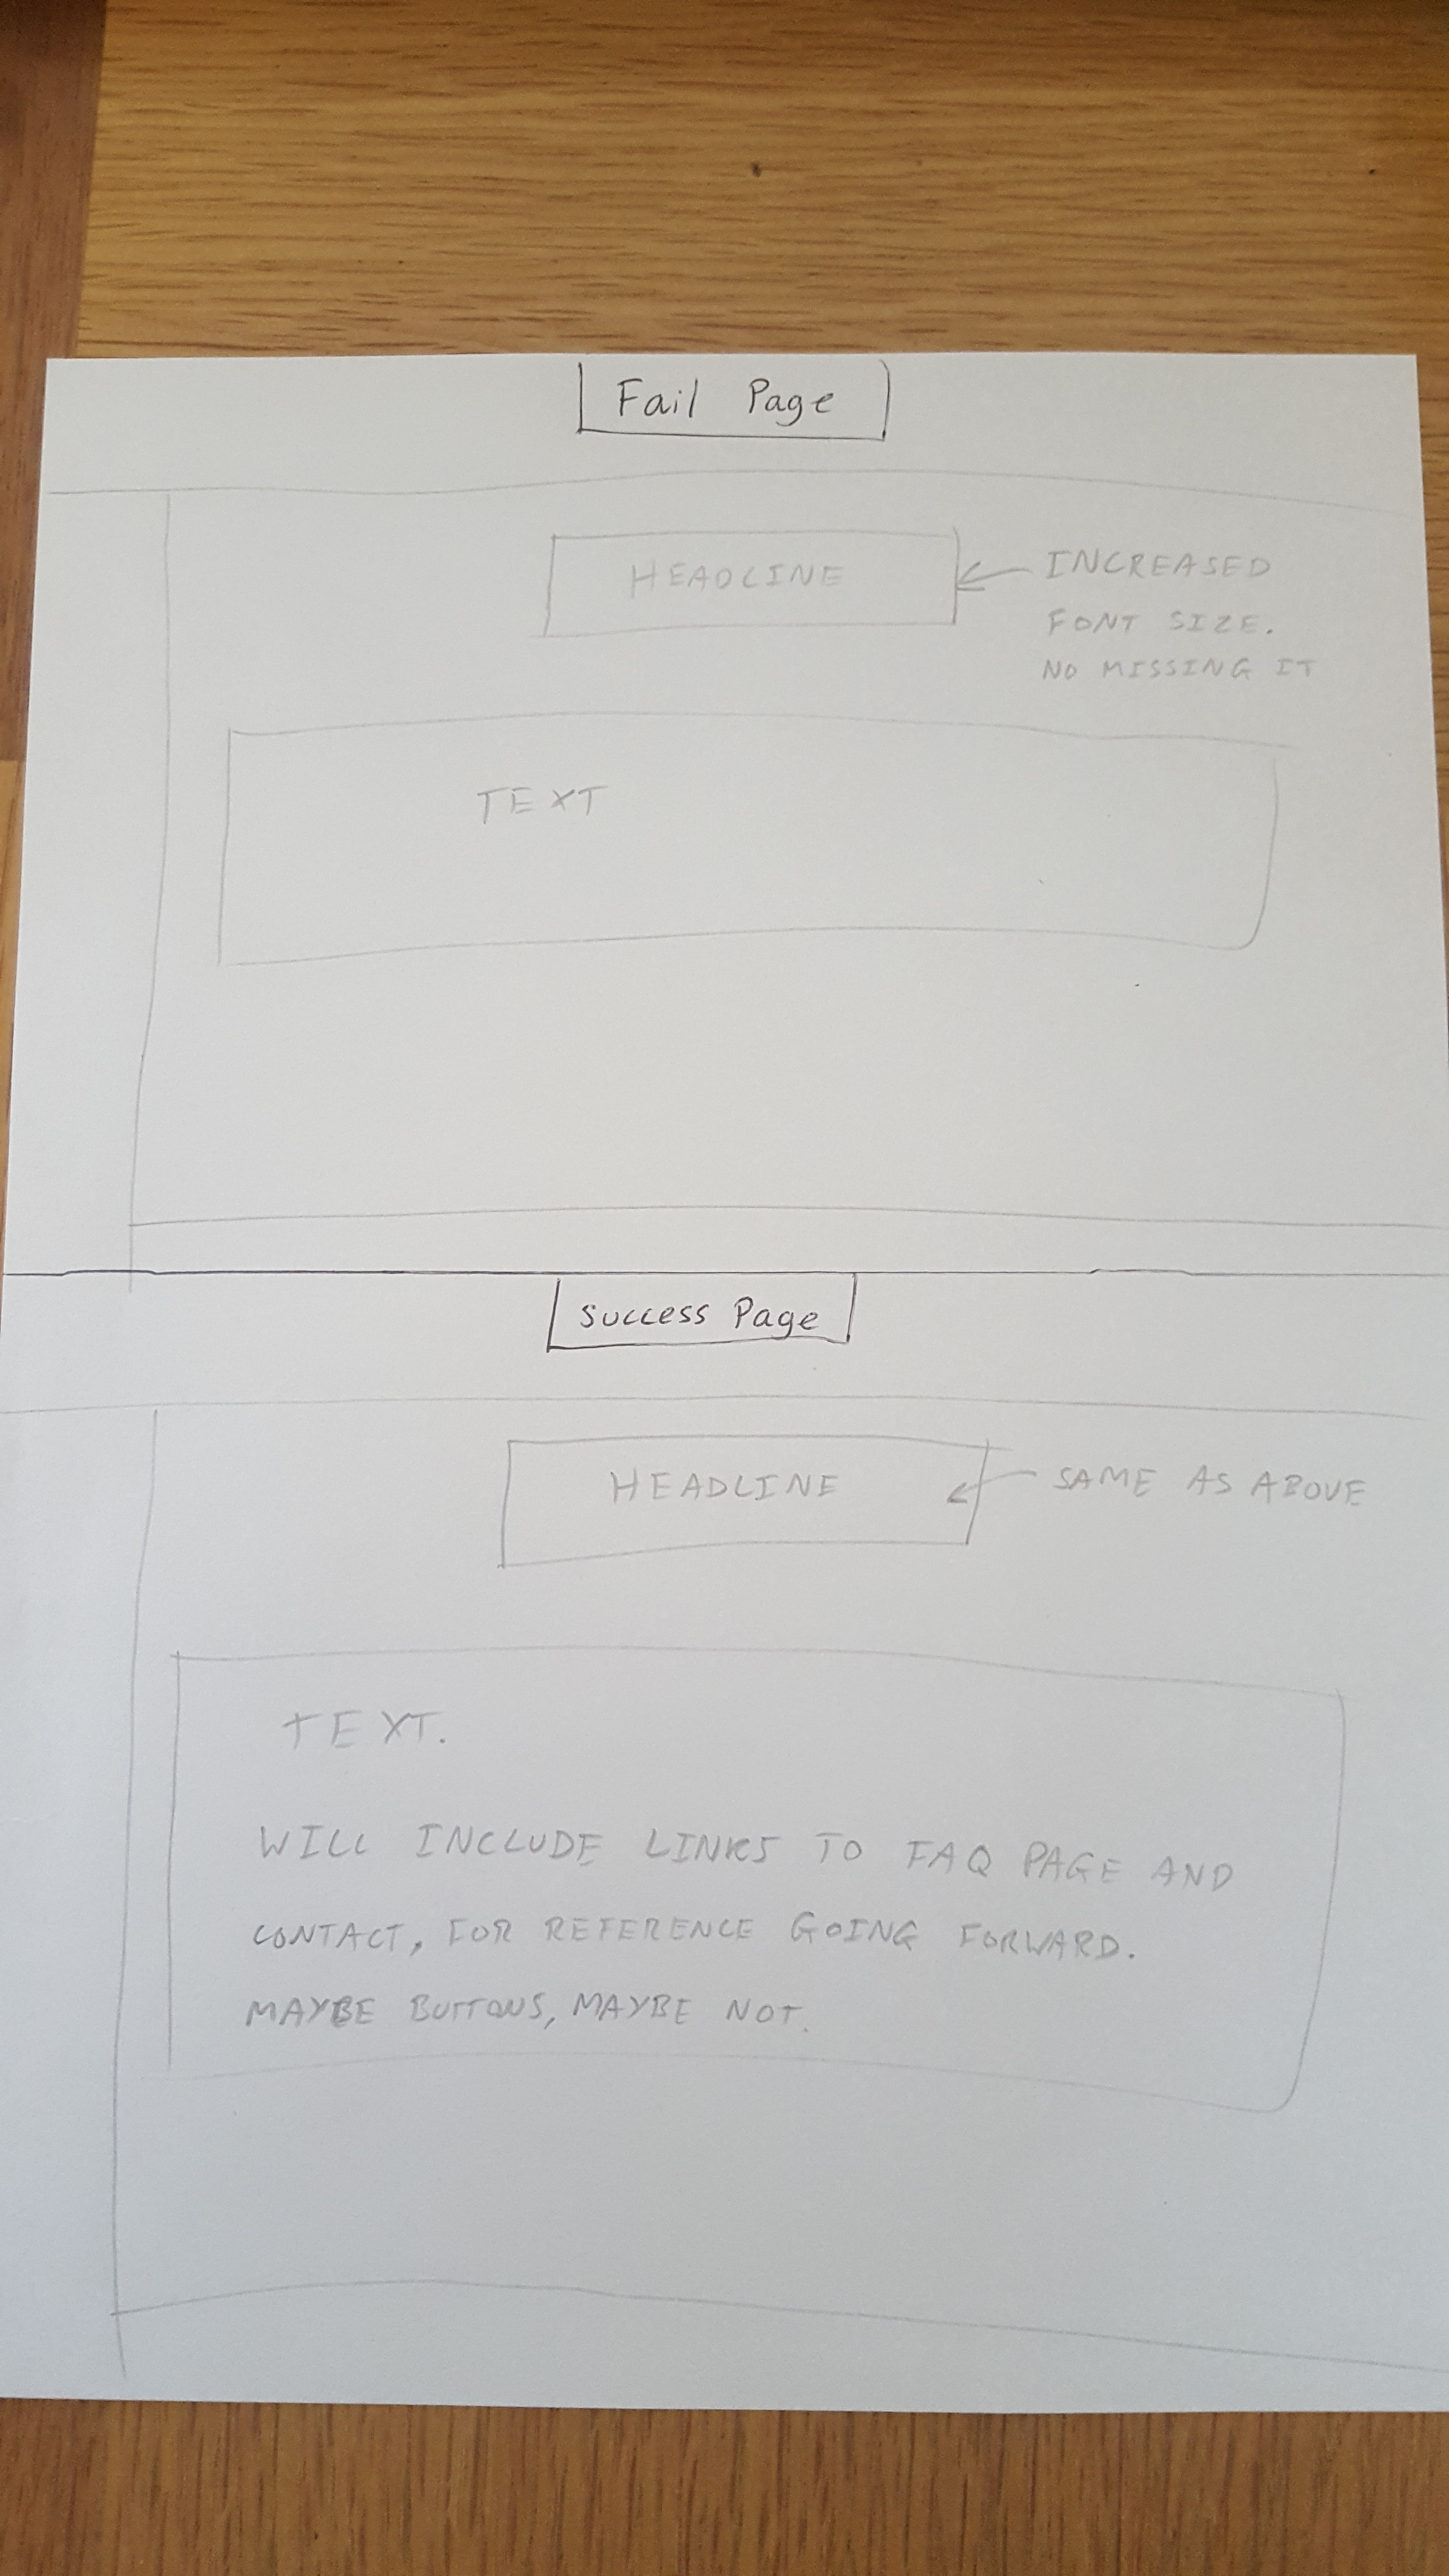 Fail Page
HEADLINE
INCREASED
FONT SIZE.
NO MISSING IT
TEXT
Success Page
HEADLINE
SAME AS ABOVE
TEXT.
WILL INCLUDE LINKS TO FAQ PAGE AND
CONTACT, FOR REFERENCE GOING FORWARD.
MAYBE BUTTONS, MAYBE NOT.